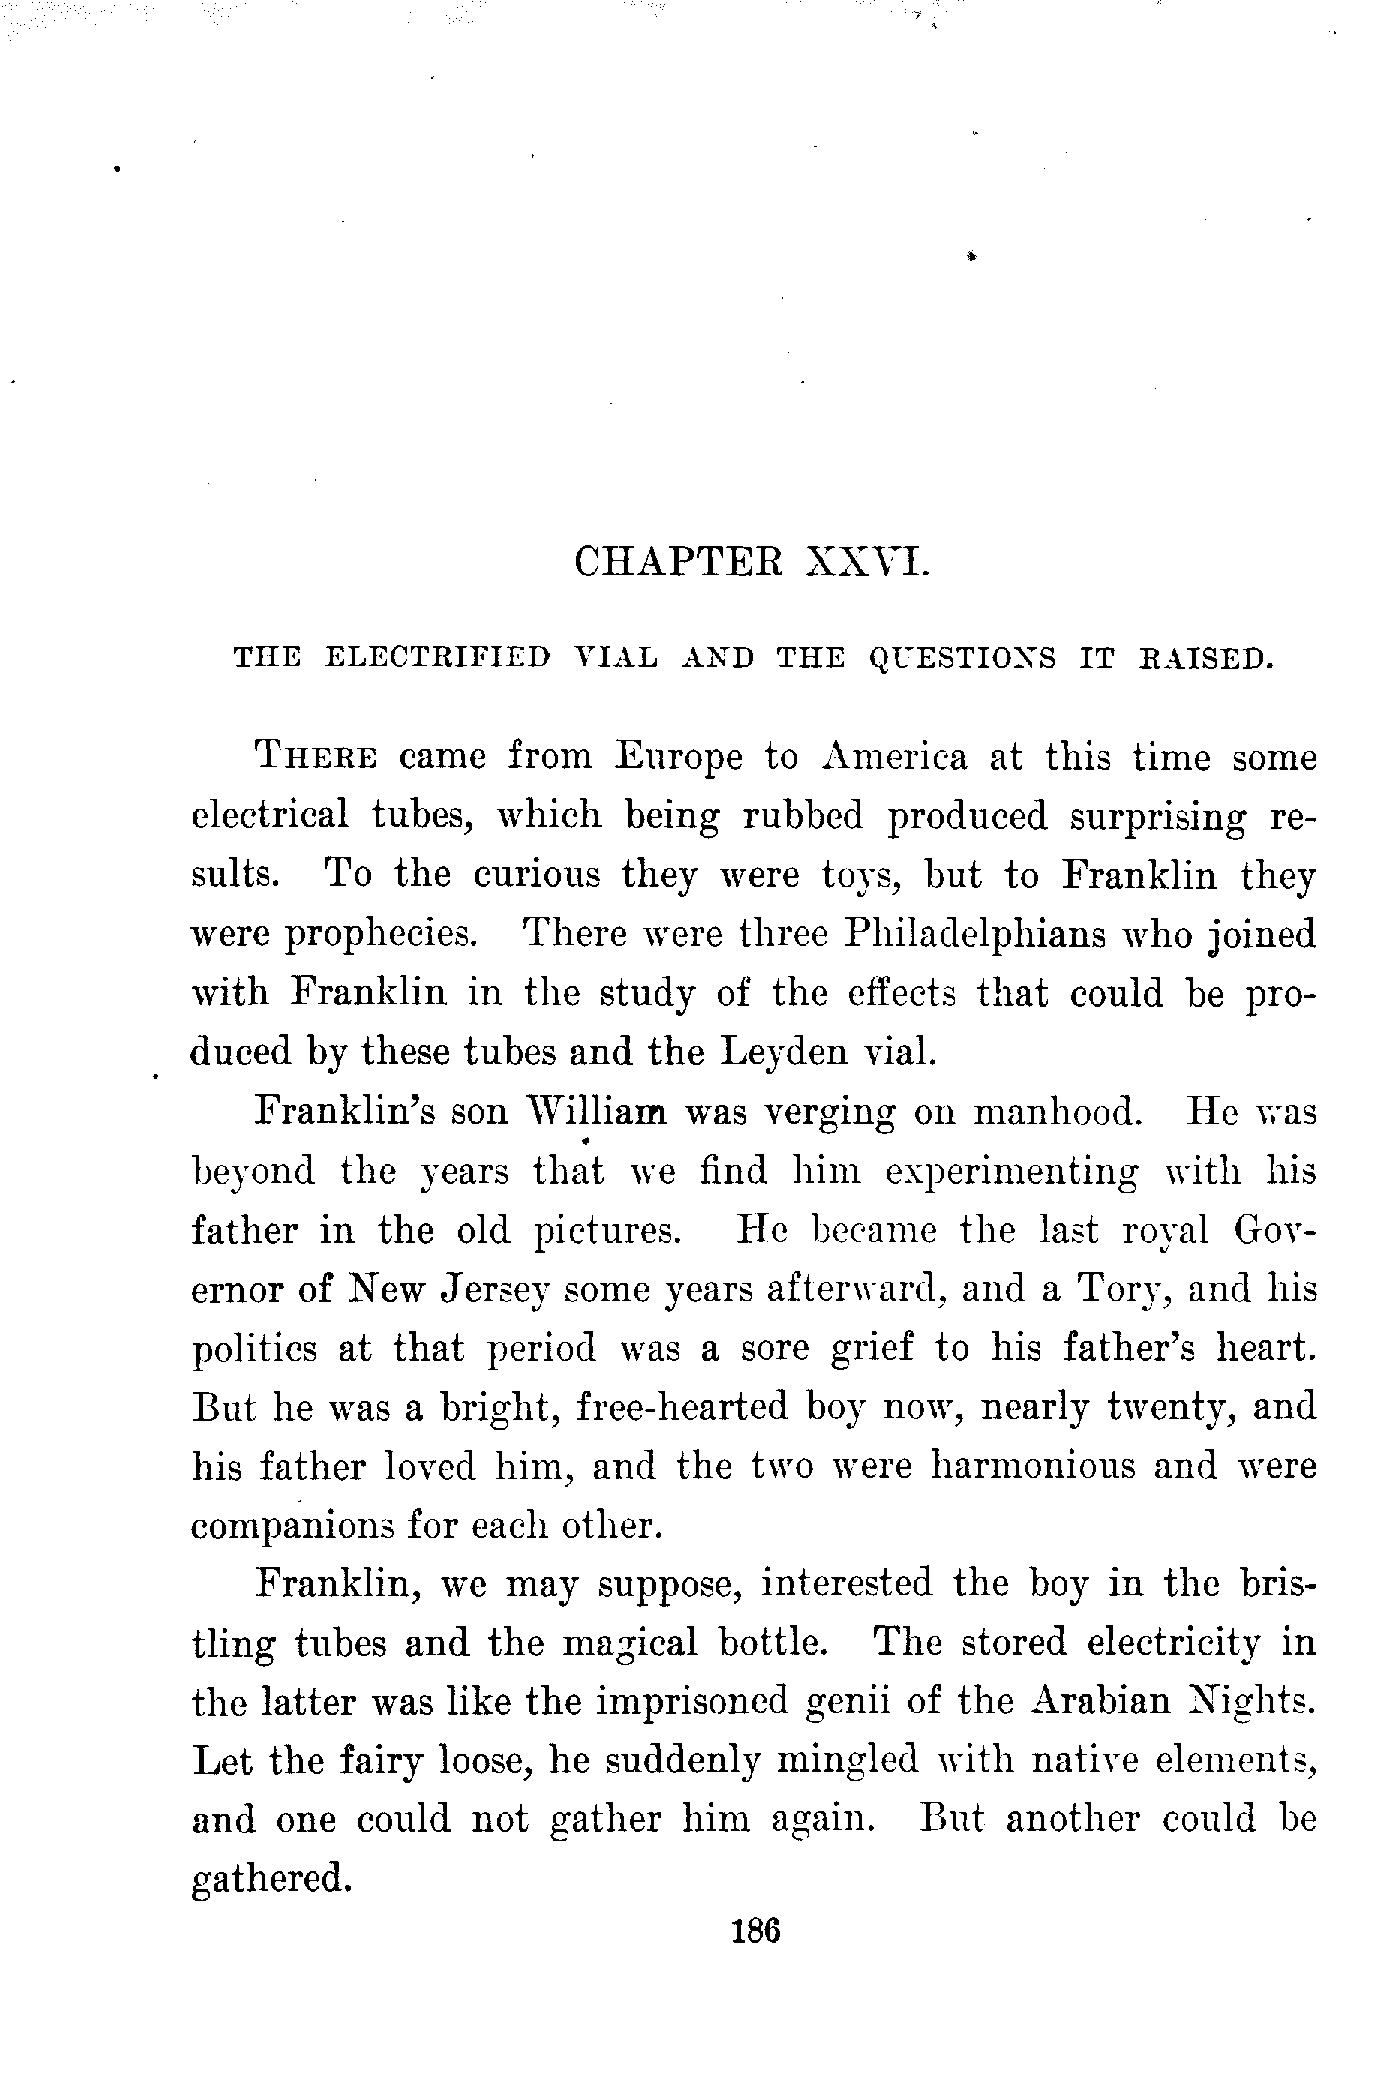 CHAPTER XXVI.
THE ELECTRIFIED VIAL AND THE QUESTIONS IT RAISED.
THERE came from Europe to America at this time some
electrical tubes, which being rubbed produced surprising re-
sults. To the curious they were toys, but to Franklin they
were prophecies. There were three Philadelphians who joined
with Franklin in the study of the effects that could be pro-
duced by these tubes and the Leyden vial.
Franklin's son William was verging on manhood. He was
beyond the years that we find him experimenting with his
father in the old pictures. He became the last royal Gov-
ernor of New Jersey some years afterward, and a Tory, and his
politics at that period was a sore grief to his father's heart.
But he was a bright, free-hearted boy now, nearly twenty, and
his father loved him, and the two were harmonious and were
companions for each other.
Franklin, we may suppose, interested the boy in the bris-
tling tubes and the magical bottle. The stored electricity in
the latter was like the imprisoned genii of the Arabian Nights.
Let the fairy loose, he suddenly mingled with native elements,
and one could not gather him again. But another could be
gathered.
186